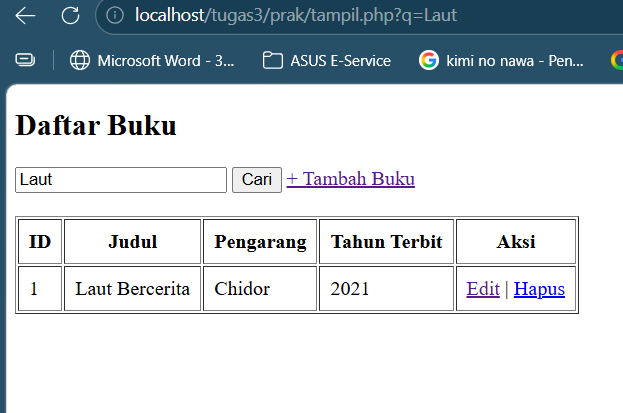 localhost/tugas3/prak/tampil.php?q=Laut
Microsoft Word - 3... ASUS E-Service kimi no nawa - Pen...
Daftar Buku
Laut Cari + Tambah Buku
ID Judul Pengarang Tahun Terbit Aksi
1 Laut Bercerita Chidor 2021 Edit | Hapus